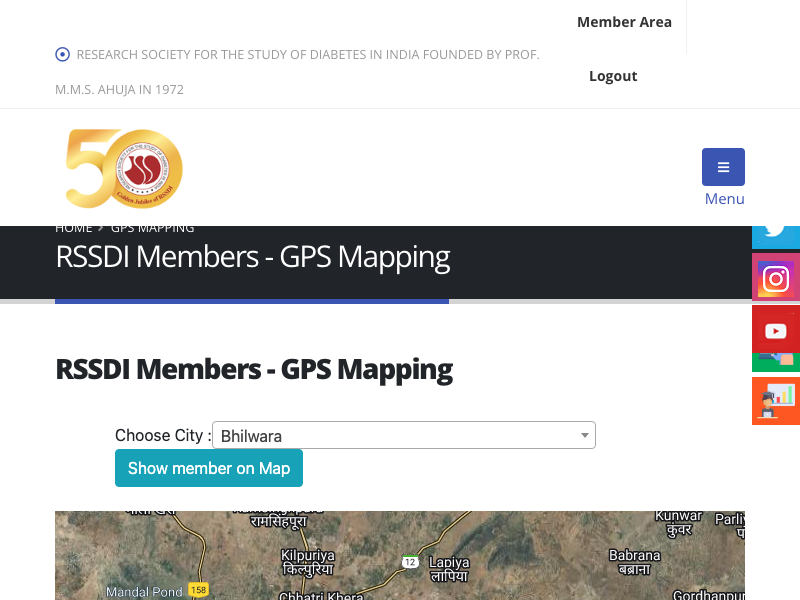 Member Area
RESEARCH SOCIETY FOR THE STUDY OF DIABETES IN INDIA FOUNDED BY PROF.
M.M.S. AHUJA IN 1972
Logout
50
Golden Jubilee of RSSDI
Menu
HOME > GPS MAPPING
RSSDI Members - GPS Mapping
RSSDI Members - GPS Mapping
Choose City : Bhilwara
Show member on Map
रामसिंहपूरा
Kunwar
कुंवर
Kilpuriya
किल्पुरिया
12
Lapiya
लापिया
Babrana
बब्राना
Mandal Pond
158
Chhatri Khera
Gordhanpur